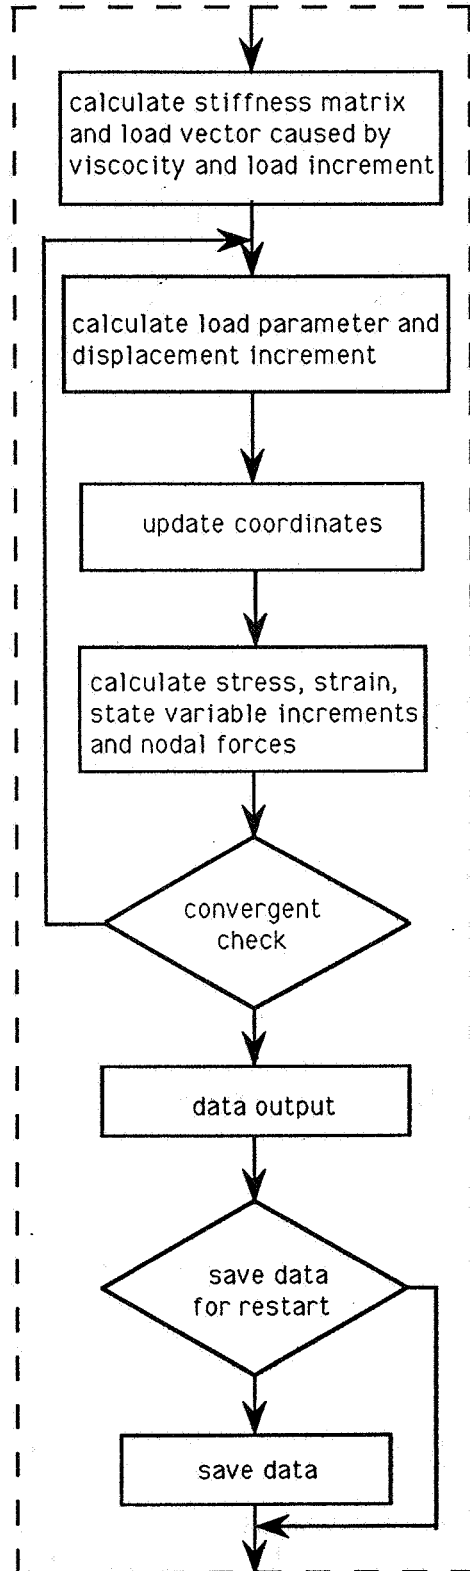 calculate stiffness matrix
and load vector caused by
viscocity and load increment
calculate load parameter and
displacement increment
update coordinates
calculate stress, strain,
state variable increments
and nodal forces
convergent
check
data output
save data
for restart
save data